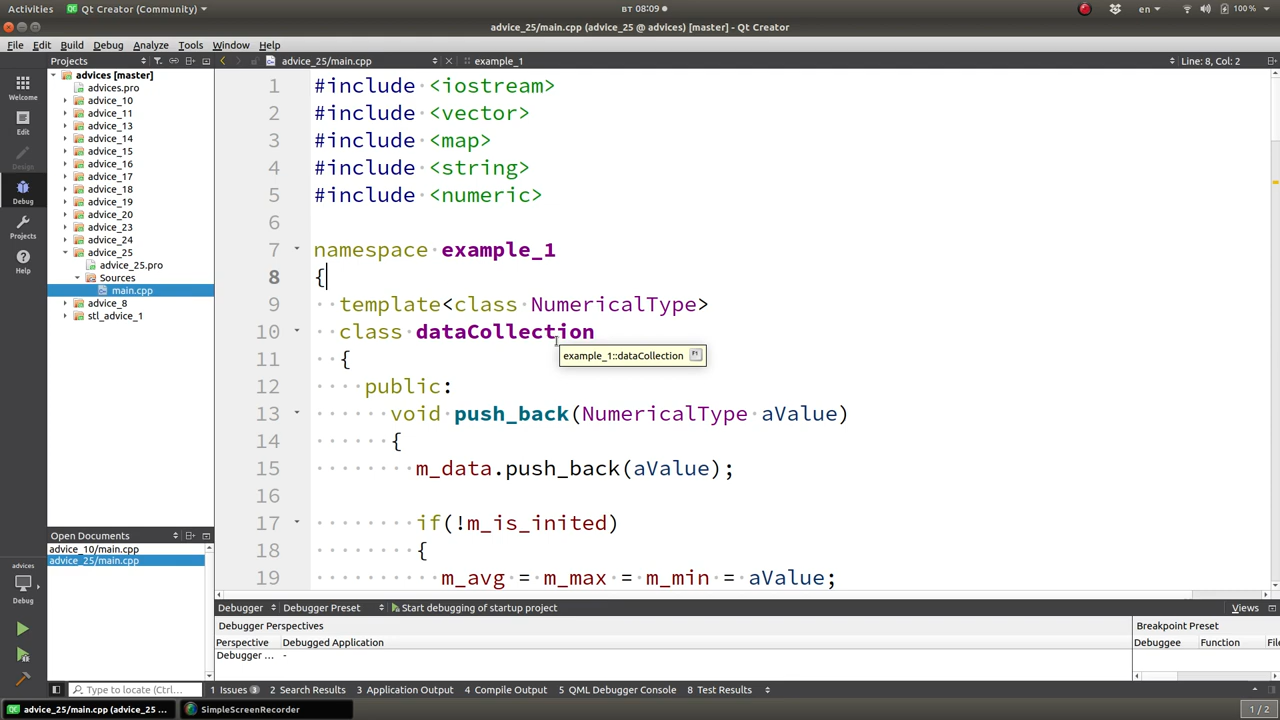 Activities Qt Creator (Community) вт 08:09 en 100 %
advice_25/main.cpp (advice_25 @ advices) [master] - Qt Creator
File Edit Build Debug Analyze Tools Window Help
Projects advice_25/main.cpp example_1 Line: 8, Col: 2
advices [master]
advices.pro
advice_10
advice_11
advice_13
advice_14
advice_15
advice_16
advice_17
advice_18
advice_19
advice_20
advice_23
advice_24
advice_25
advice_25.pro
Sources
main.cpp
advice_8
stl_advice_1
Welcome
Edit
Design
Debug
Projects
Help
1 #include <iostream>
2 #include <vector>
3 #include <map>
4 #include <string>
5 #include <numeric>
6
7 namespace example_1
8 {
9 template<class NumericalType>
10 class dataCollection
example_1::dataCollection F1
11 {
12 public:
13 void push_back(NumericalType aValue)
14 {
15 m_data.push_back(aValue);
16
17 if(!m_is_inited)
18 {
19 m_avg = m_max = m_min = aValue;
Open Documents
advice_10/main.cpp
advice_25/main.cpp
advices
Debug
Debugger Debugger Preset Start debugging of startup project Views
Debugger Perspectives Breakpoint Preset
Perspective Debugged Application Debuggee Function File
Debugger ... -
Type to locate (Ctrl... 1 Issues 3 2 Search Results 3 Application Output 4 Compile Output 5 QML Debugger Console 8 Test Results
advice_25/main.cpp (advice_25 ... SimpleScreenRecorder 1 / 2